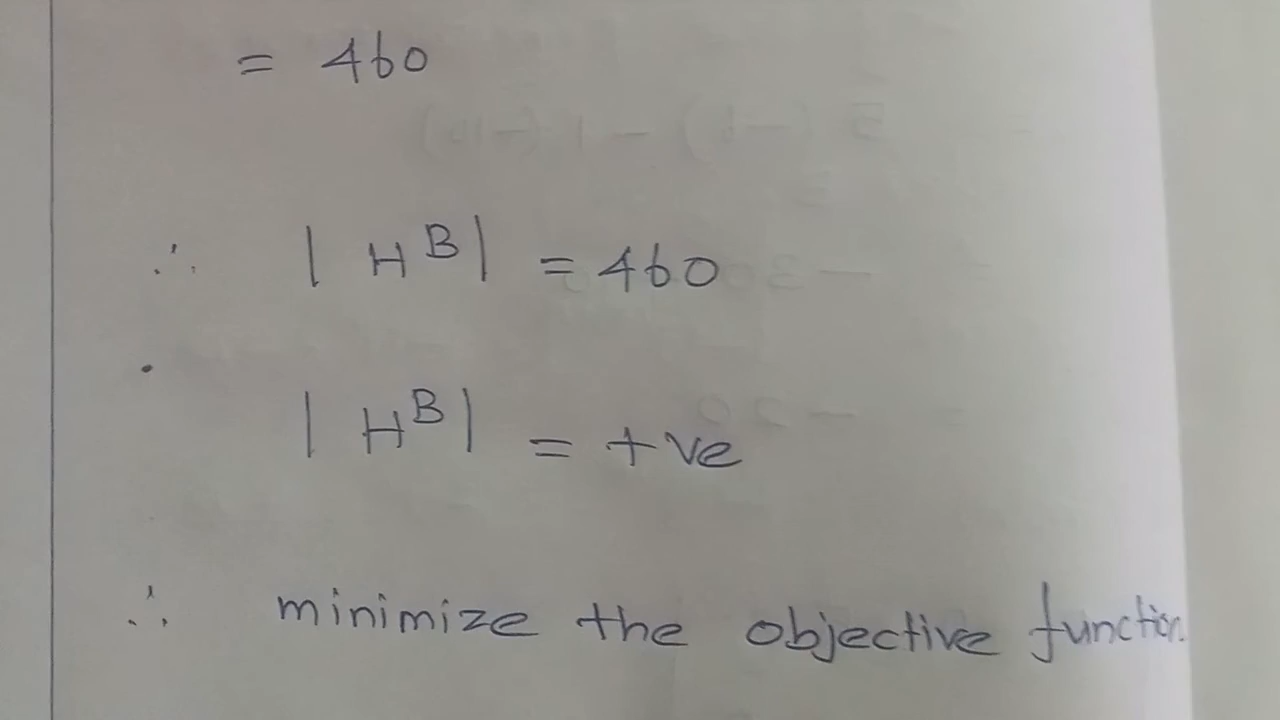 = 460
∴ | H^B | = 460
| H^B | = +ve
∴ minimize the objective function